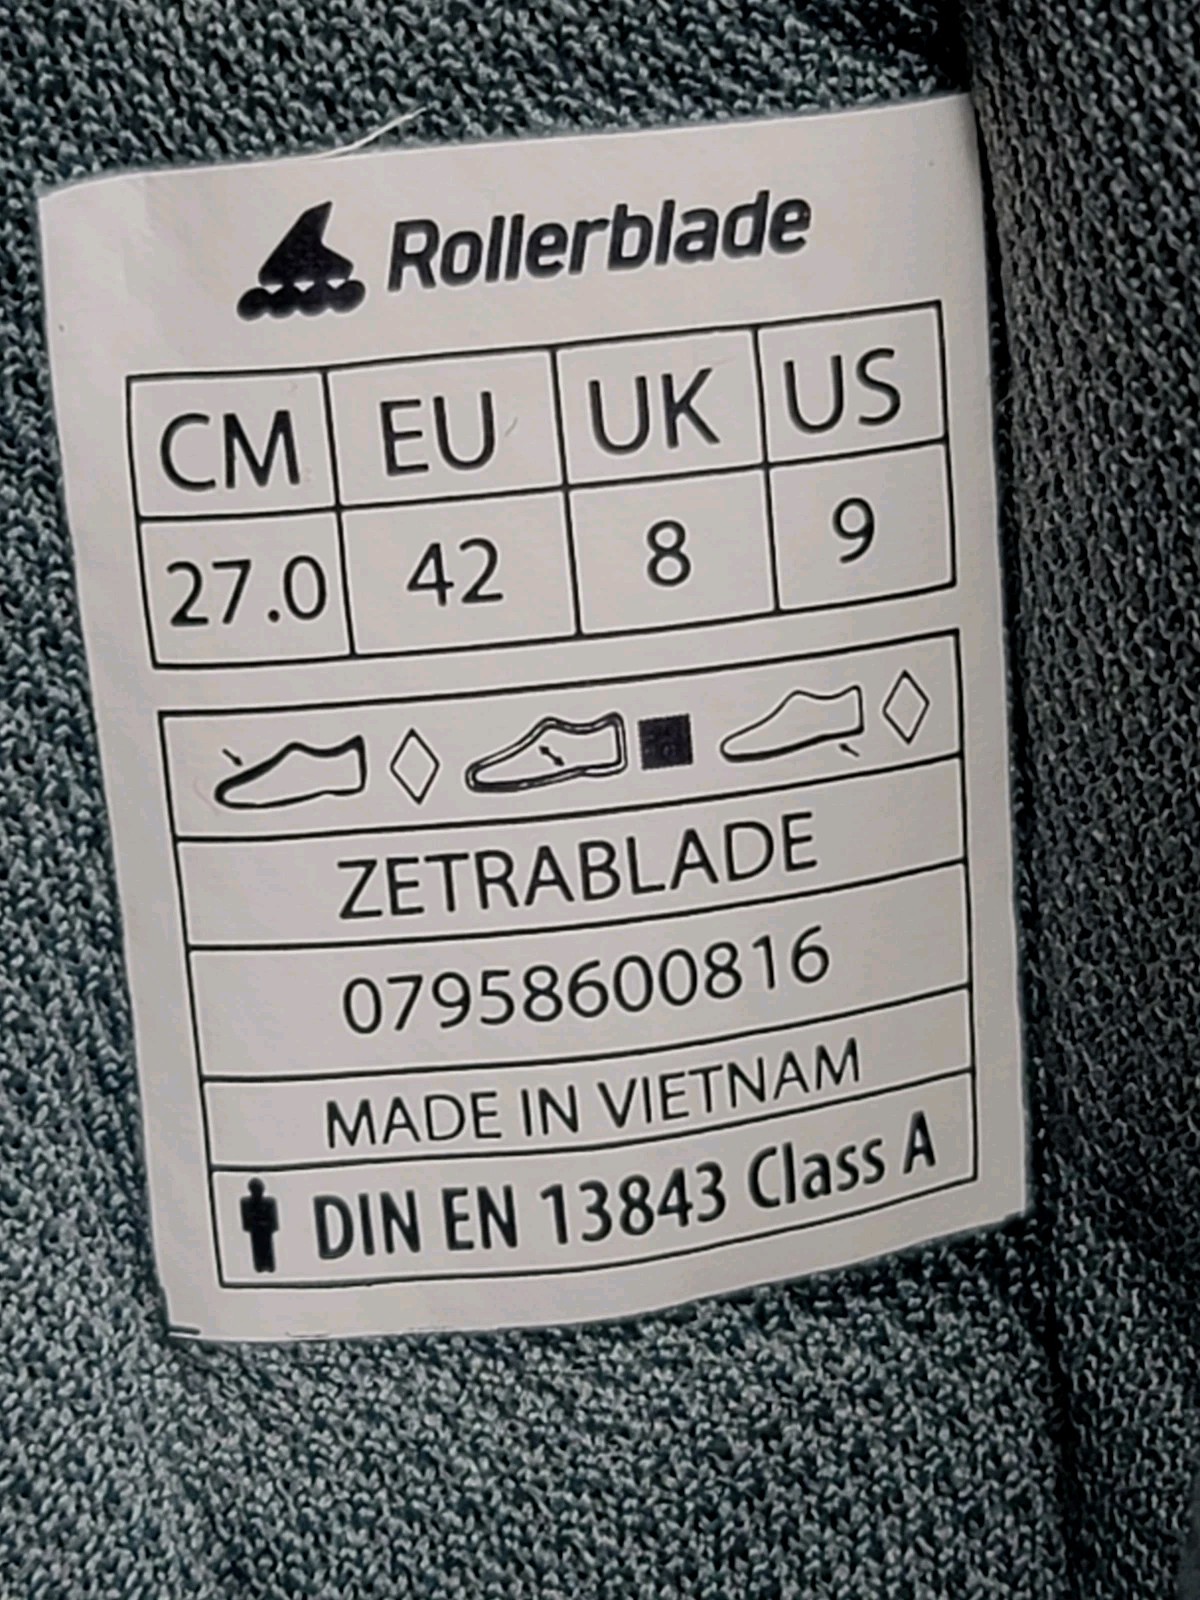 Rollerblade
CM EU UK US
27.0 42 8 9
ZETRABLADE
07958600816
MADE IN VIETNAM
DIN EN 13843 Class A